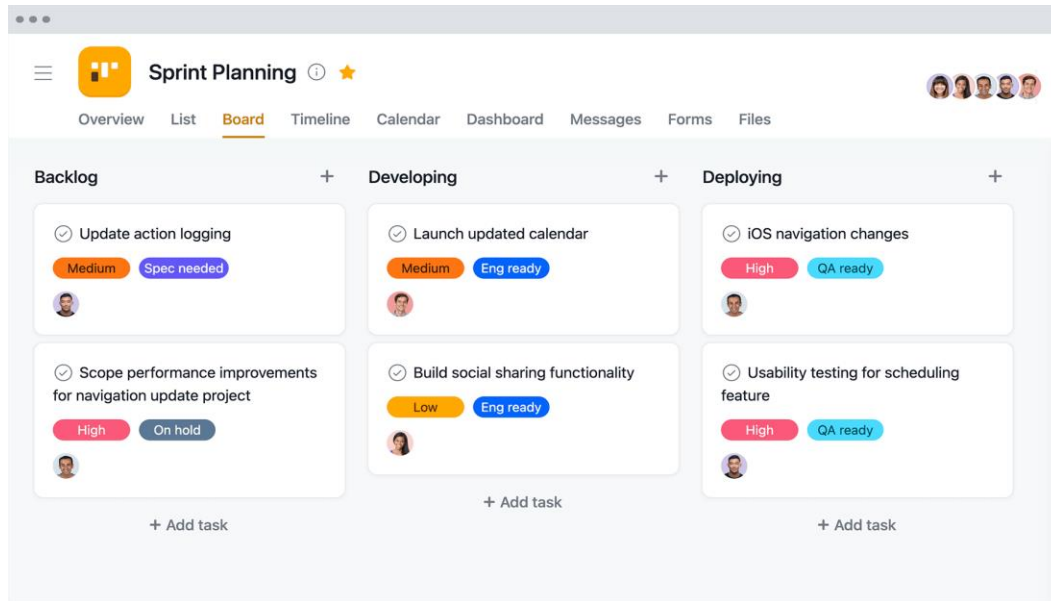 Sprint Planning
Overview List Board Timeline Calendar Dashboard Messages Forms Files
Backlog +
Update action logging
Medium Spec needed
Scope performance improvements
for navigation update project
High On hold
+ Add task
Developing +
Launch updated calendar
Medium Eng ready
Build social sharing functionality
Low Eng ready
+ Add task
Deploying +
iOS navigation changes
High QA ready
Usability testing for scheduling
feature
High QA ready
+ Add task